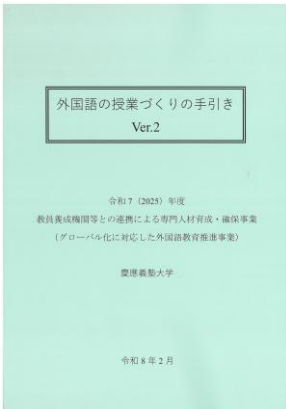 外国語の授業づくりの手引き
Ver.2
令和7（2025）年度
教員養成機関等との連携による専門人材育成・確保事業
（グローバル化に対応した外国語教育推進事業）
慶應義塾大学
令和8年2月